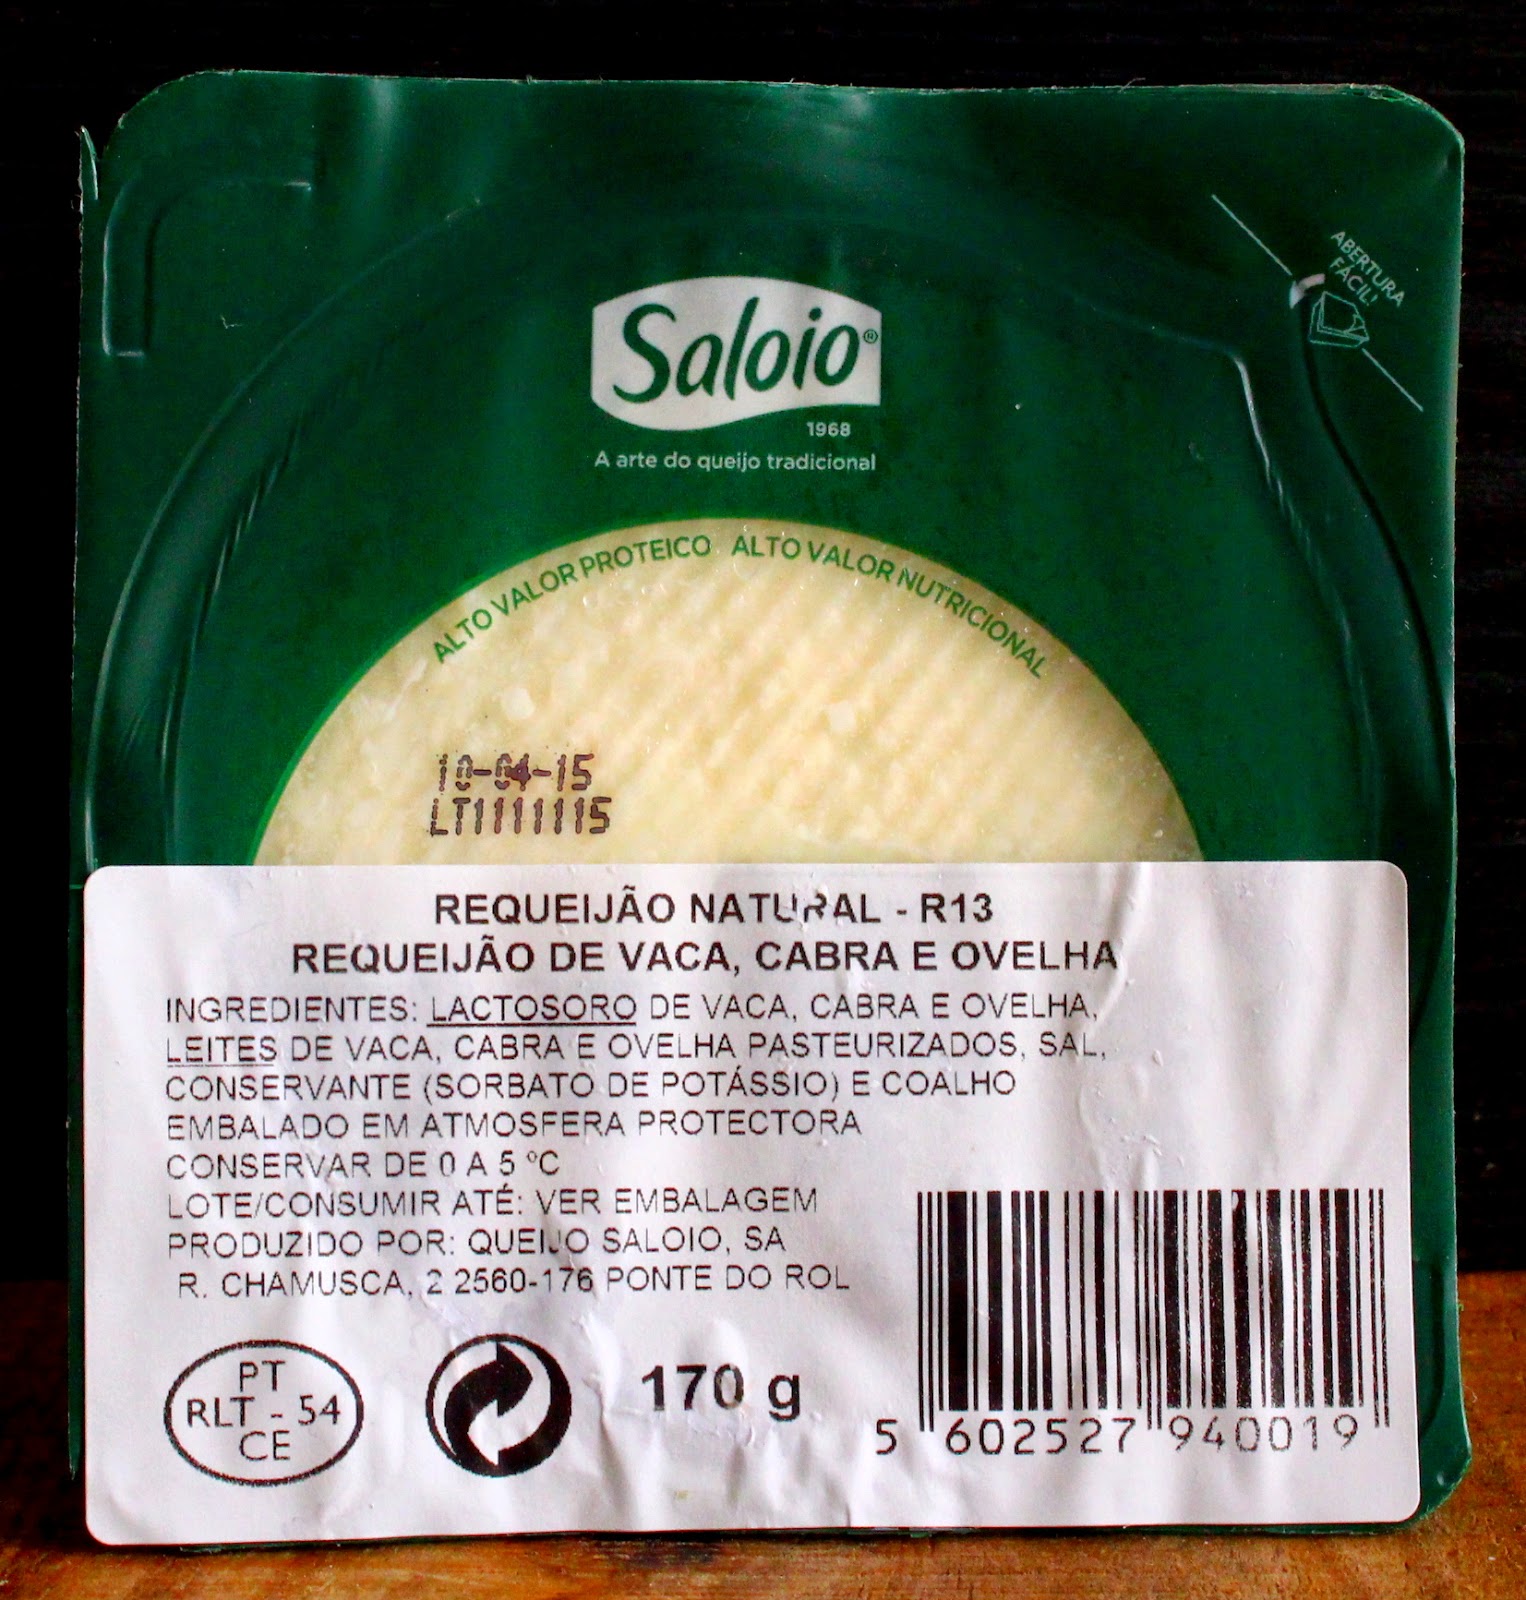 ABERTURA
FÁCIL!
Saloio®
1968
A arte do queijo tradicional
ALTO VALOR PROTEICO ALTO VALOR NUTRICIONAL
10-04-15
LT1111115
REQUEIJÃO NATURAL - R13
REQUEIJÃO DE VACA, CABRA E OVELHA
INGREDIENTES: LACTOSORO DE VACA, CABRA E OVELHA,
LEITES DE VACA, CABRA E OVELHA PASTEURIZADOS, SAL,
CONSERVANTE (SORBATO DE POTÁSSIO) E COALHO
EMBALADO EM ATMOSFERA PROTECTORA
CONSERVAR DE 0 A 5 ºC
LOTE/CONSUMIR ATÉ: VER EMBALAGEM
PRODUZIDO POR: QUEIJO SALOIO, SA
R. CHAMUSCA, 2 2560-176 PONTE DO ROL
PT
RLT - 54
CE
170 g
5 602527 940019